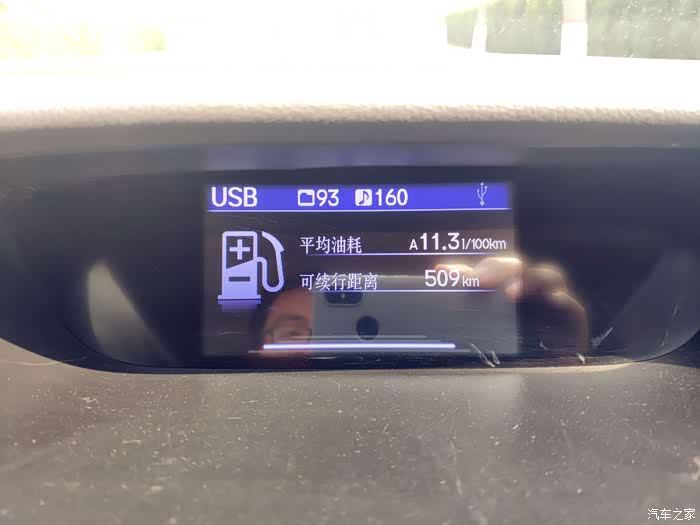 USB 93 160
平均油耗 A 11.3 l/100km
可续行距离 509 km
汽车之家